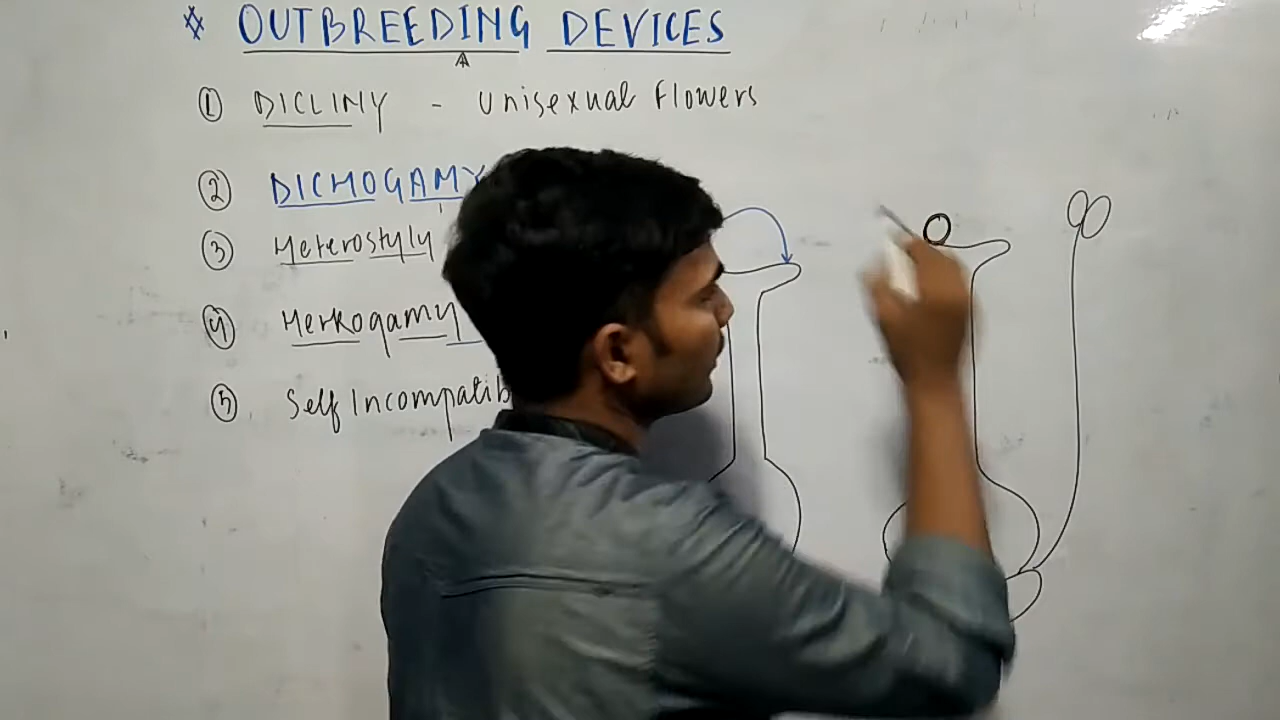 * OUTBREEDING DEVICES
① DICLINY - Unisexual Flowers
② DICHOGAMY
③ Heterostyly
④ Herkogamy
⑤ Self Incompatib